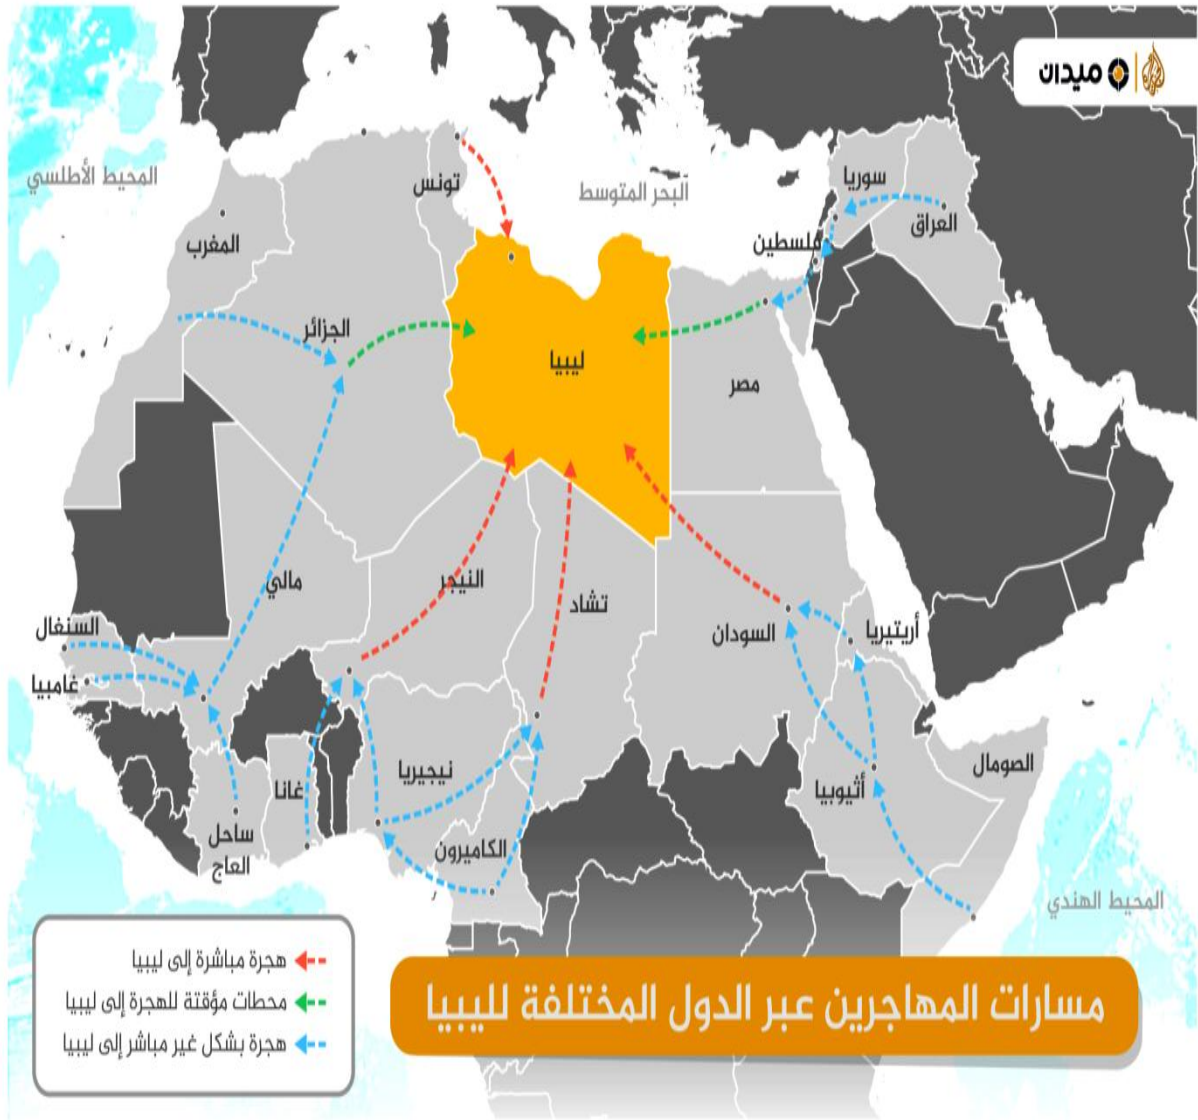 ميدان
المحيط الأطلسي
البحر المتوسط
تونس
سوريا
العراق
المغرب
فلسطين
الجزائر
ليبيا
مصر
مالي
النيجر
تشاد
السودان
أريتيريا
السنغال
غامبيا
الصومال
نيجيريا
غانا
أثيوبيا
ساحل
العاج
الكاميرون
المحيط الهندي
هجرة مباشرة إلى ليبيا
محطات مؤقتة للهجرة إلى ليبيا
هجرة بشكل غير مباشر إلى ليبيا
مسارات المهاجرين عبر الدول المختلفة لليبيا